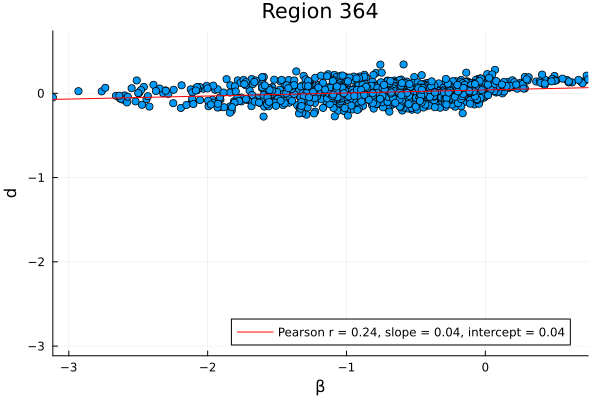 Region 364
d
0
−1
−2
−3
Pearson r = 0.24, slope = 0.04, intercept = 0.04
−3
−2
−1
0
β